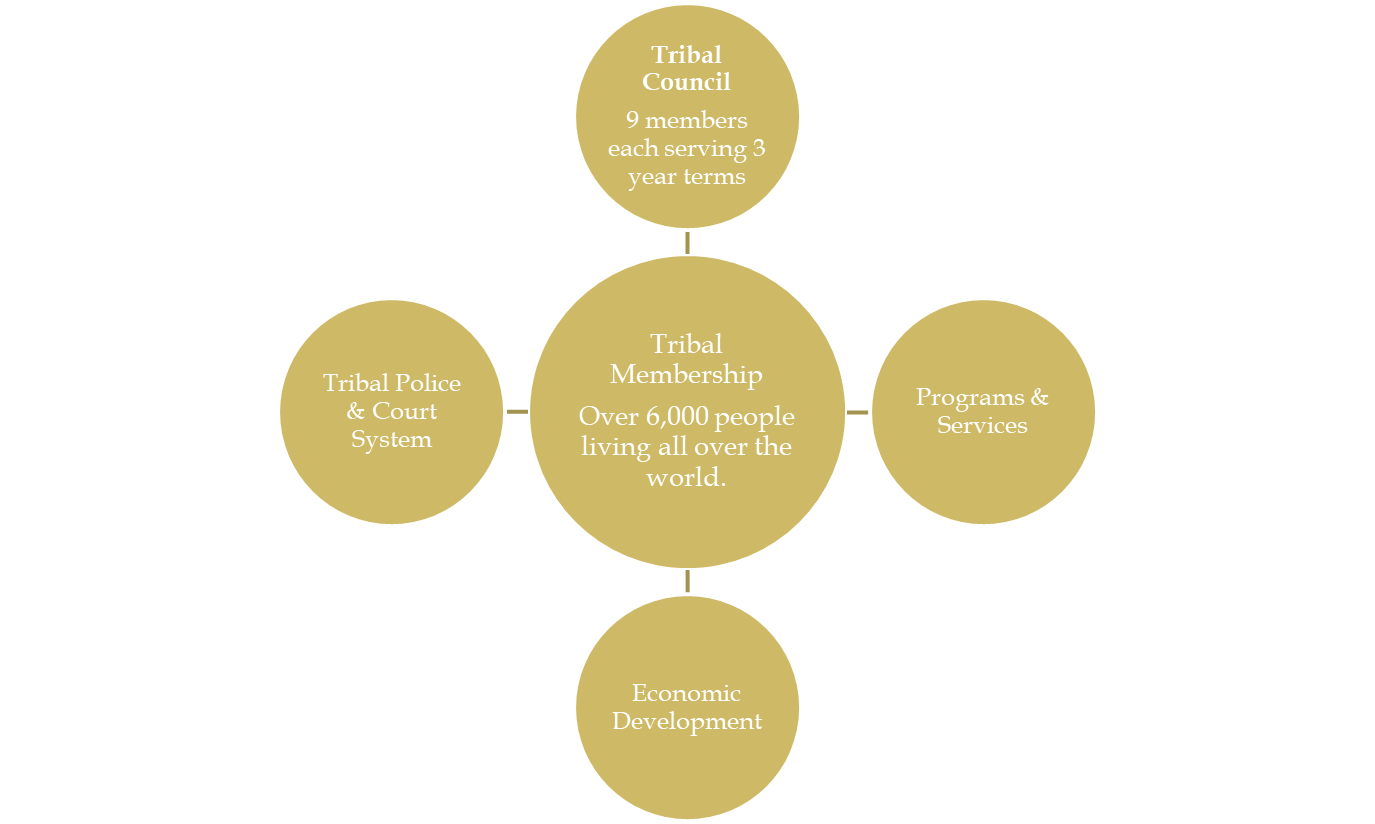 Tribal
Council
9 members
each serving 3
year terms
Tribal Police
& Court
System
Tribal
Membership
Over 6,000 people
living all over the
world.
Programs &
Services
Economic
Development